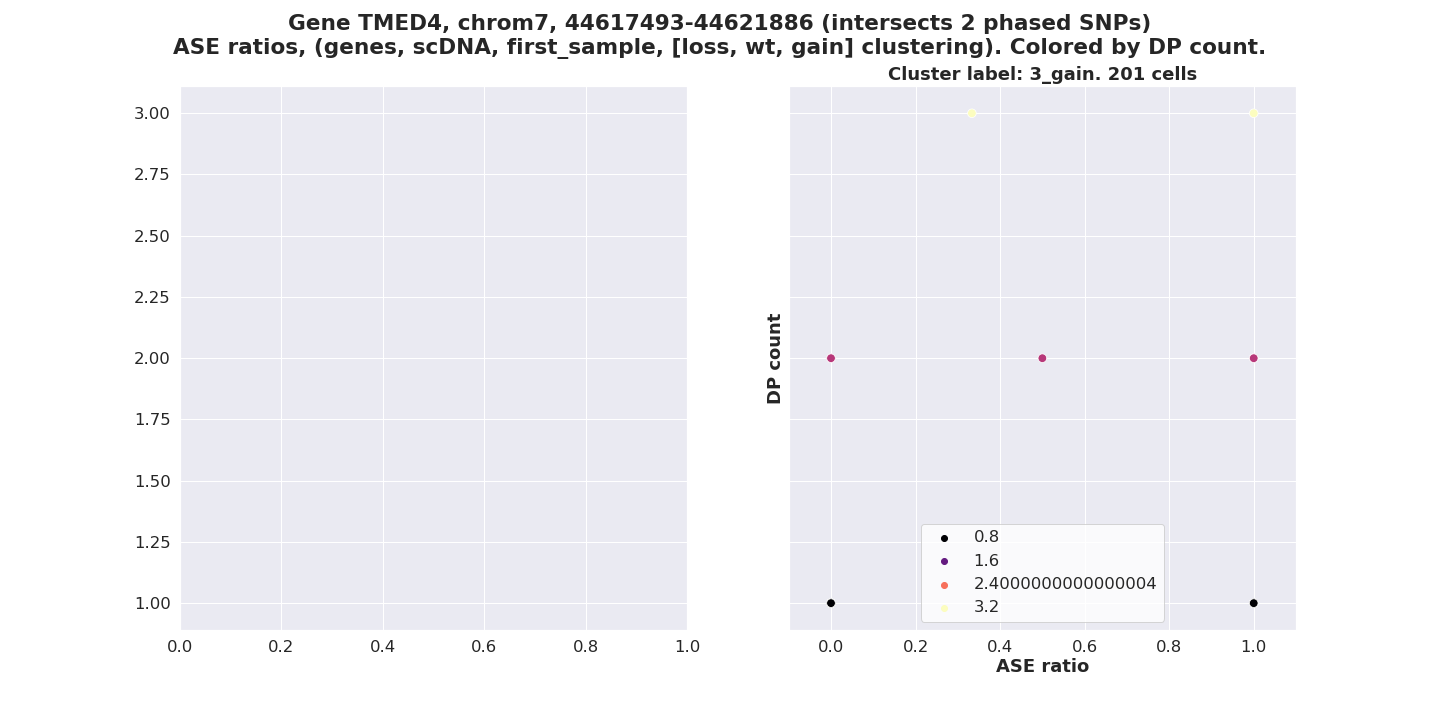 Gene TMED4, chrom7, 44617493-44621886 (intersects 2 phased SNPs)
ASE ratios, (genes, scDNA, first_sample, [loss, wt, gain] clustering). Colored by DP count.
Cluster label: 3_gain. 201 cells
3.00
2.75
2.50
2.25
2.00
1.75
1.50
1.25
1.00
0.0 0.2 0.4 0.6 0.8 1.0
DP count
0.8
1.6
2.4000000000000004
3.2
0.0 0.2 0.4 0.6 0.8 1.0
ASE ratio